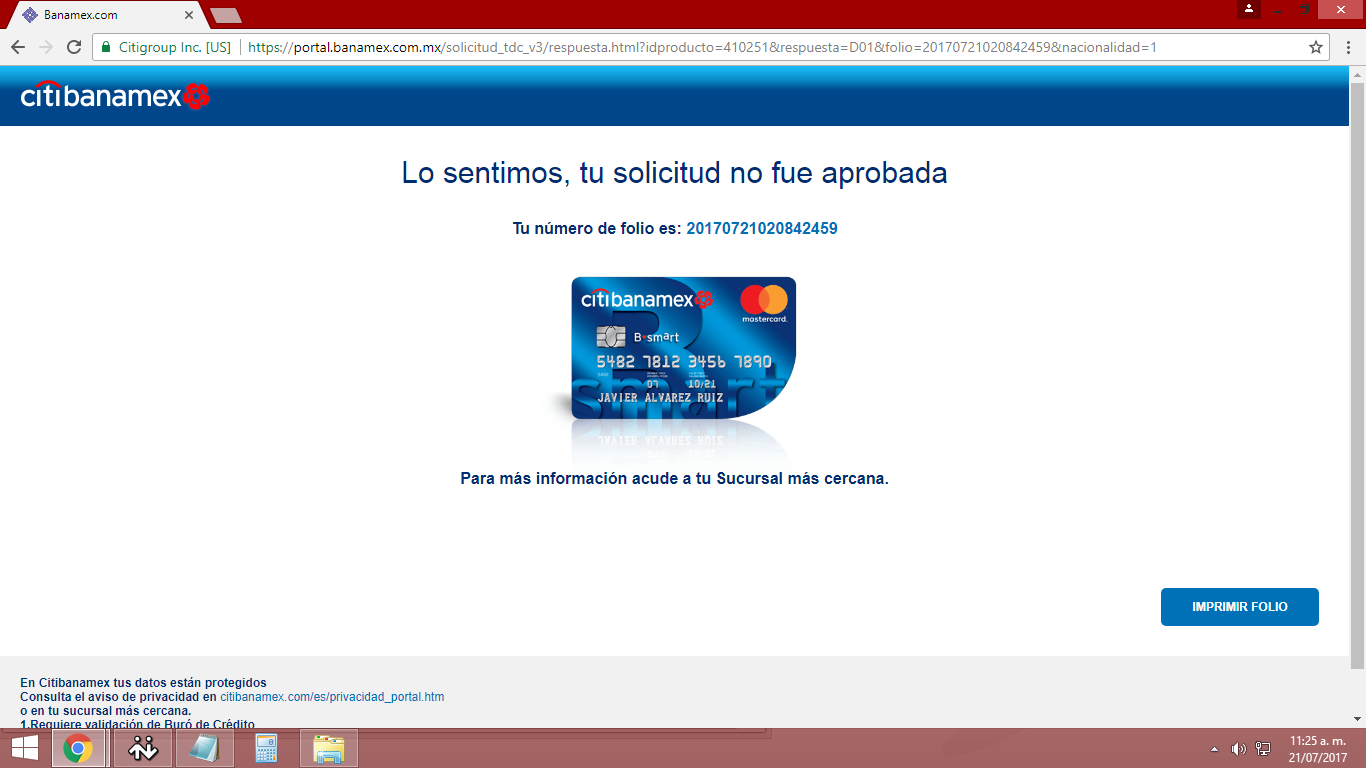 Banamex.com
Citigroup Inc. [US]
https://portal.banamex.com.mx/solicitud_tdc_v3/respuesta.html?idproducto=410251&respuesta=D01&folio=20170721020842459&nacionalidad=1
citibanamex
Lo sentimos, tu solicitud no fue aprobada
Tu número de folio es: 20170721020842459
citibanamex
mastercard.
B·smart
5482 7812 3456 7890
07 10/21
JAVIER ALVAREZ RUIZ
smart
Para más información acude a tu Sucursal más cercana.
IMPRIMIR FOLIO
En Citibanamex tus datos están protegidos
Consulta el aviso de privacidad en citibanamex.com/es/privacidad_portal.htm
o en tu sucursal más cercana.
1.Requiere validación de Buró de Crédito
11:25 a. m.
21/07/2017